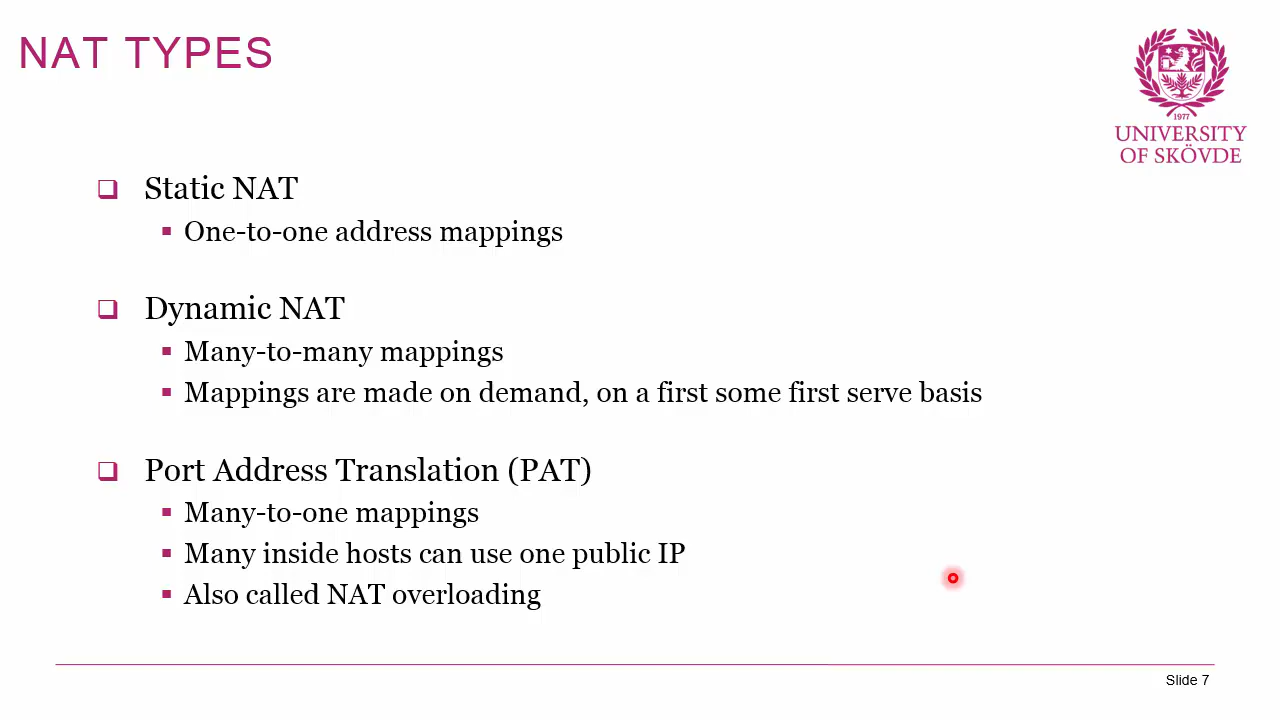 NAT TYPES
1977
UNIVERSITY
OF SKÖVDE
Static NAT
One-to-one address mappings
Dynamic NAT
Many-to-many mappings
Mappings are made on demand, on a first some first serve basis
Port Address Translation (PAT)
Many-to-one mappings
Many inside hosts can use one public IP
Also called NAT overloading
Slide 7